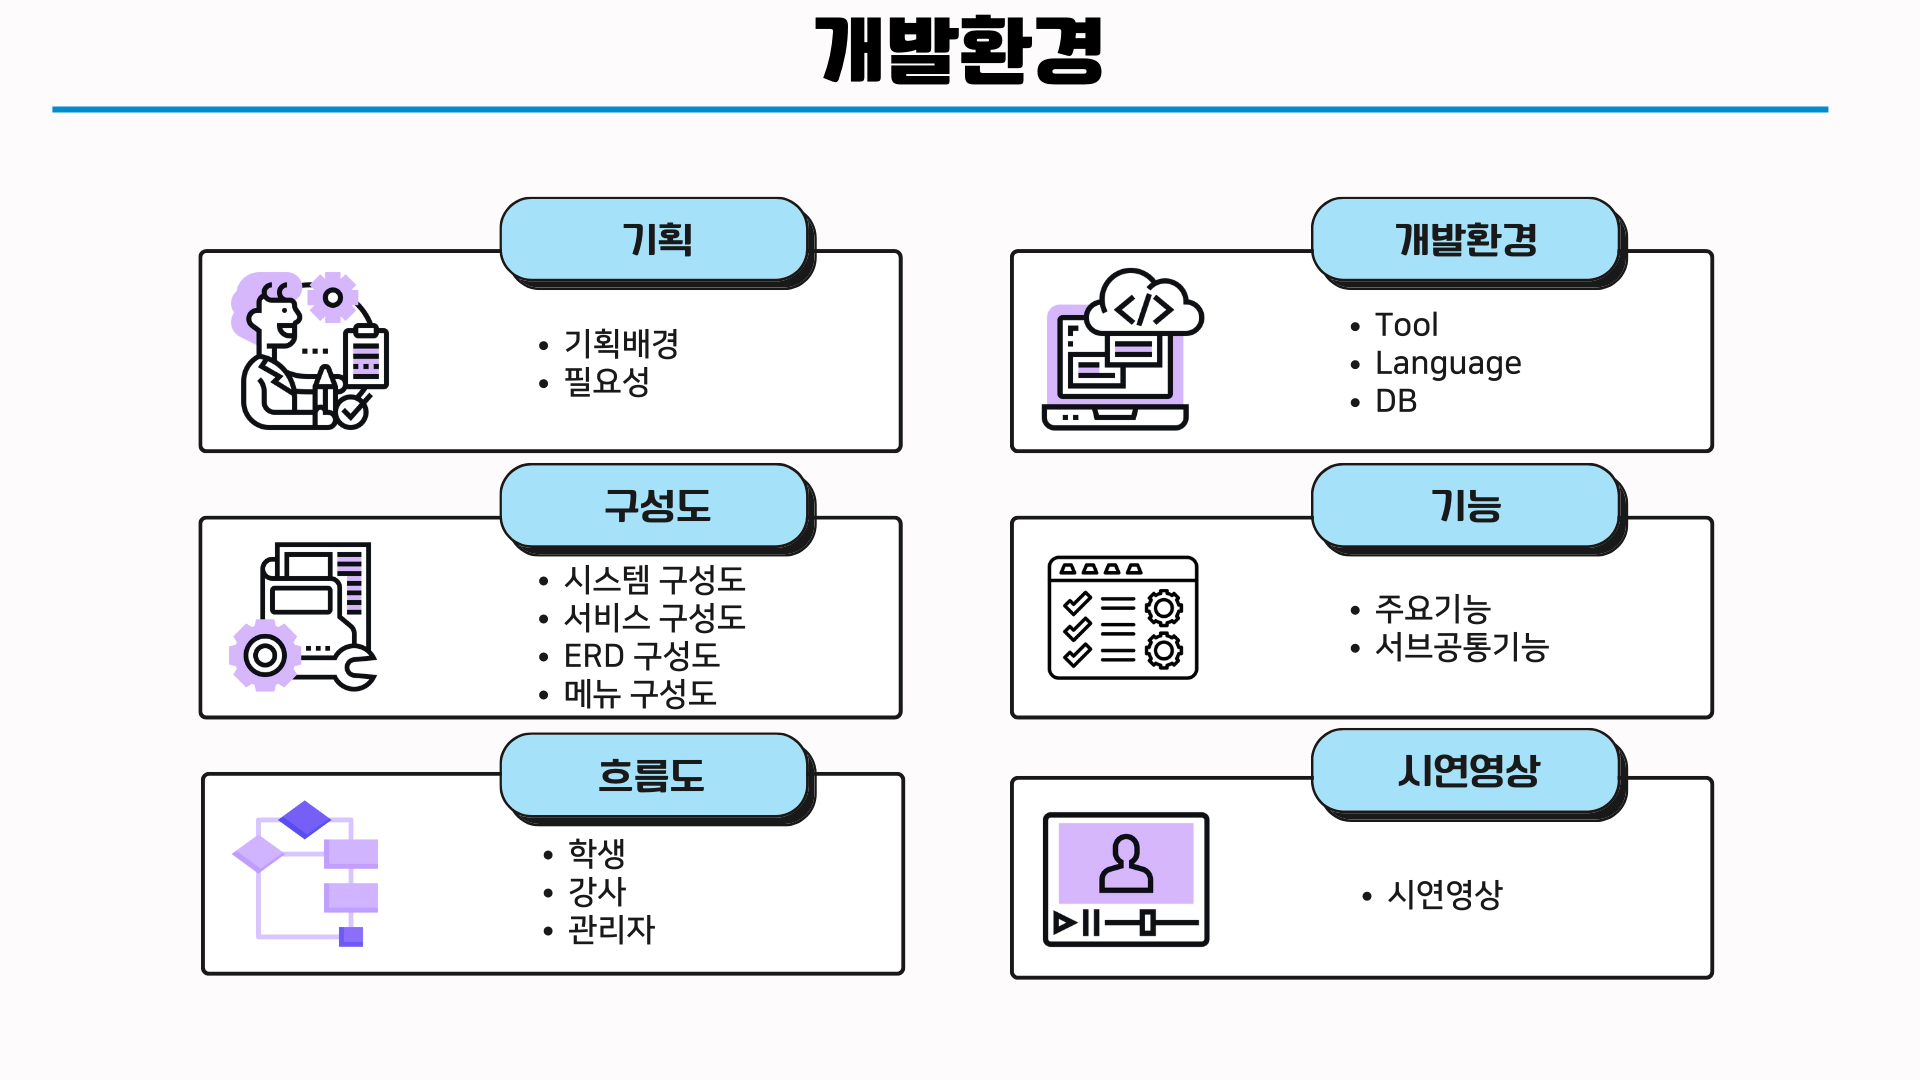 개발환경
기획
• 기획배경
• 필요성
개발환경
• Tool
• Language
• DB
구성도
• 시스템 구성도
• 서비스 구성도
• ERD 구성도
• 메뉴 구성도
기능
• 주요기능
• 서브공통기능
흐름도
• 학생
• 강사
• 관리자
시연영상
• 시연영상